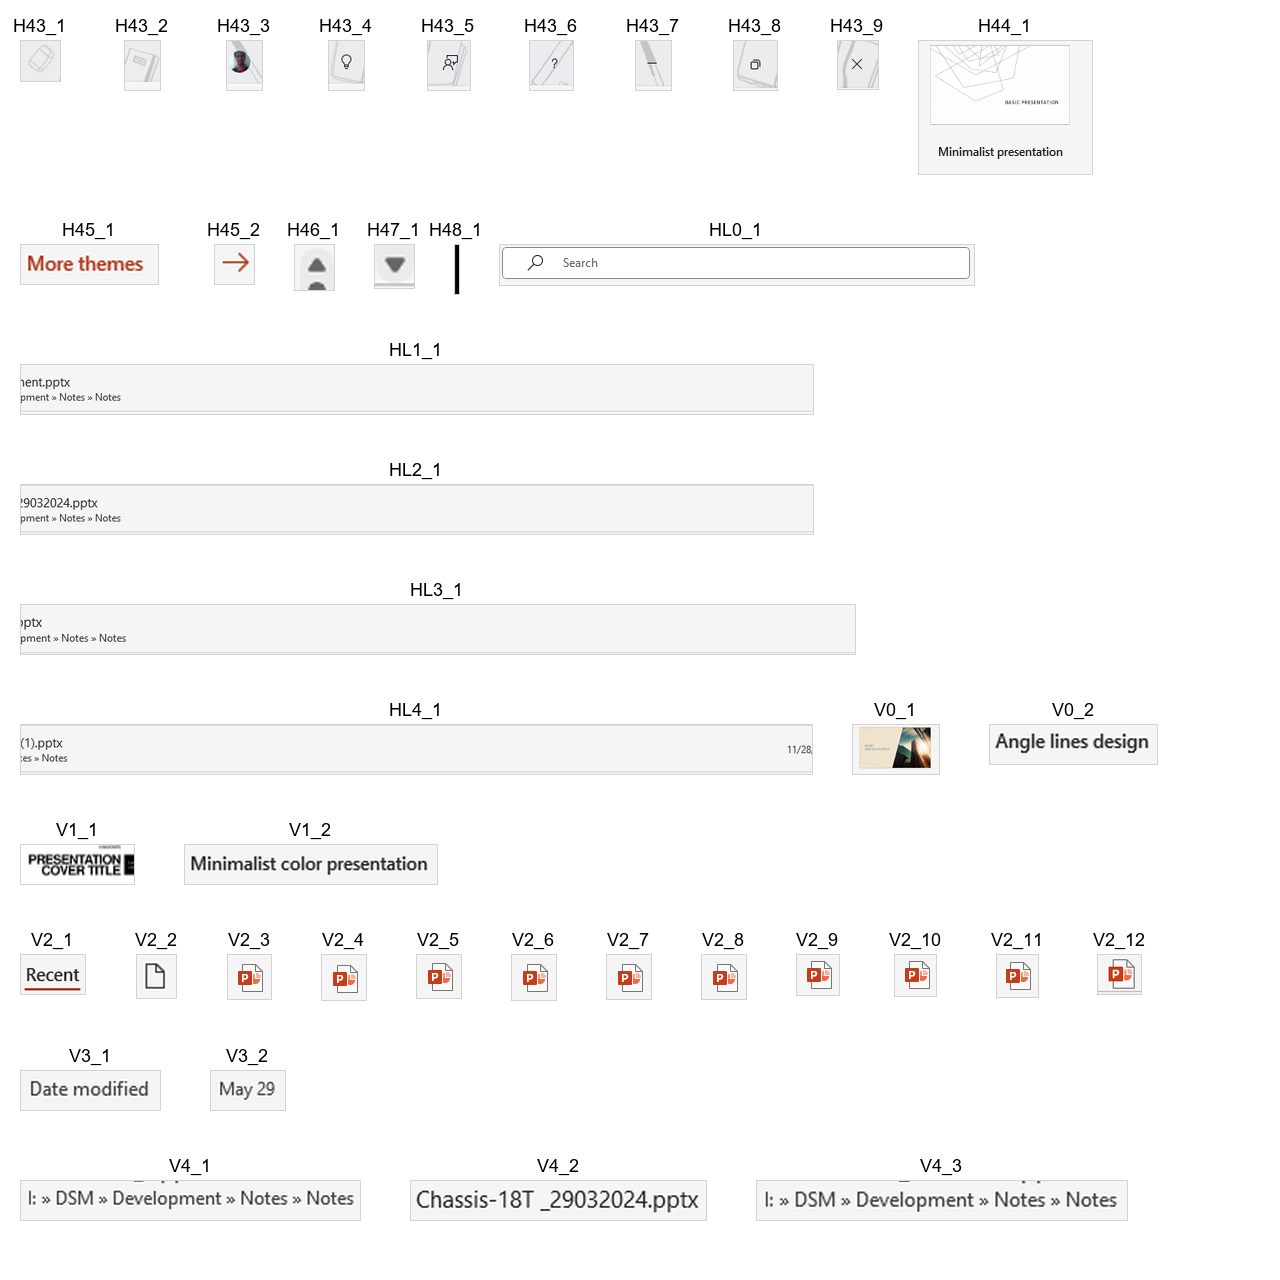 H43_1 H43_2 H43_3 H43_4 H43_5 H43_6 H43_7 H43_8 H43_9 H44_1
?
BASIC PRESENTATION
Minimalist presentation
H45_1 H45_2 H46_1 H47_1 H48_1 HL0_1
More themes
Search
HL1_1
nent.pptx
pment » Notes » Notes
HL2_1
29032024.pptx
pment » Notes » Notes
HL3_1
pptx
pment » Notes » Notes
HL4_1 V0_1 V0_2
(1).pptx
tes » Notes
11/28
Angle lines design
V1_1 V1_2
PRESENTATION
COVER TITLE
Minimalist color presentation
V2_1 V2_2 V2_3 V2_4 V2_5 V2_6 V2_7 V2_8 V2_9 V2_10 V2_11 V2_12
Recent
P P P P P P P P P P
V3_1 V3_2
Date modified
May 29
V4_1 V4_2 V4_3
I: » DSM » Development » Notes » Notes
Chassis-18T _29032024.pptx
I: » DSM » Development » Notes » Notes